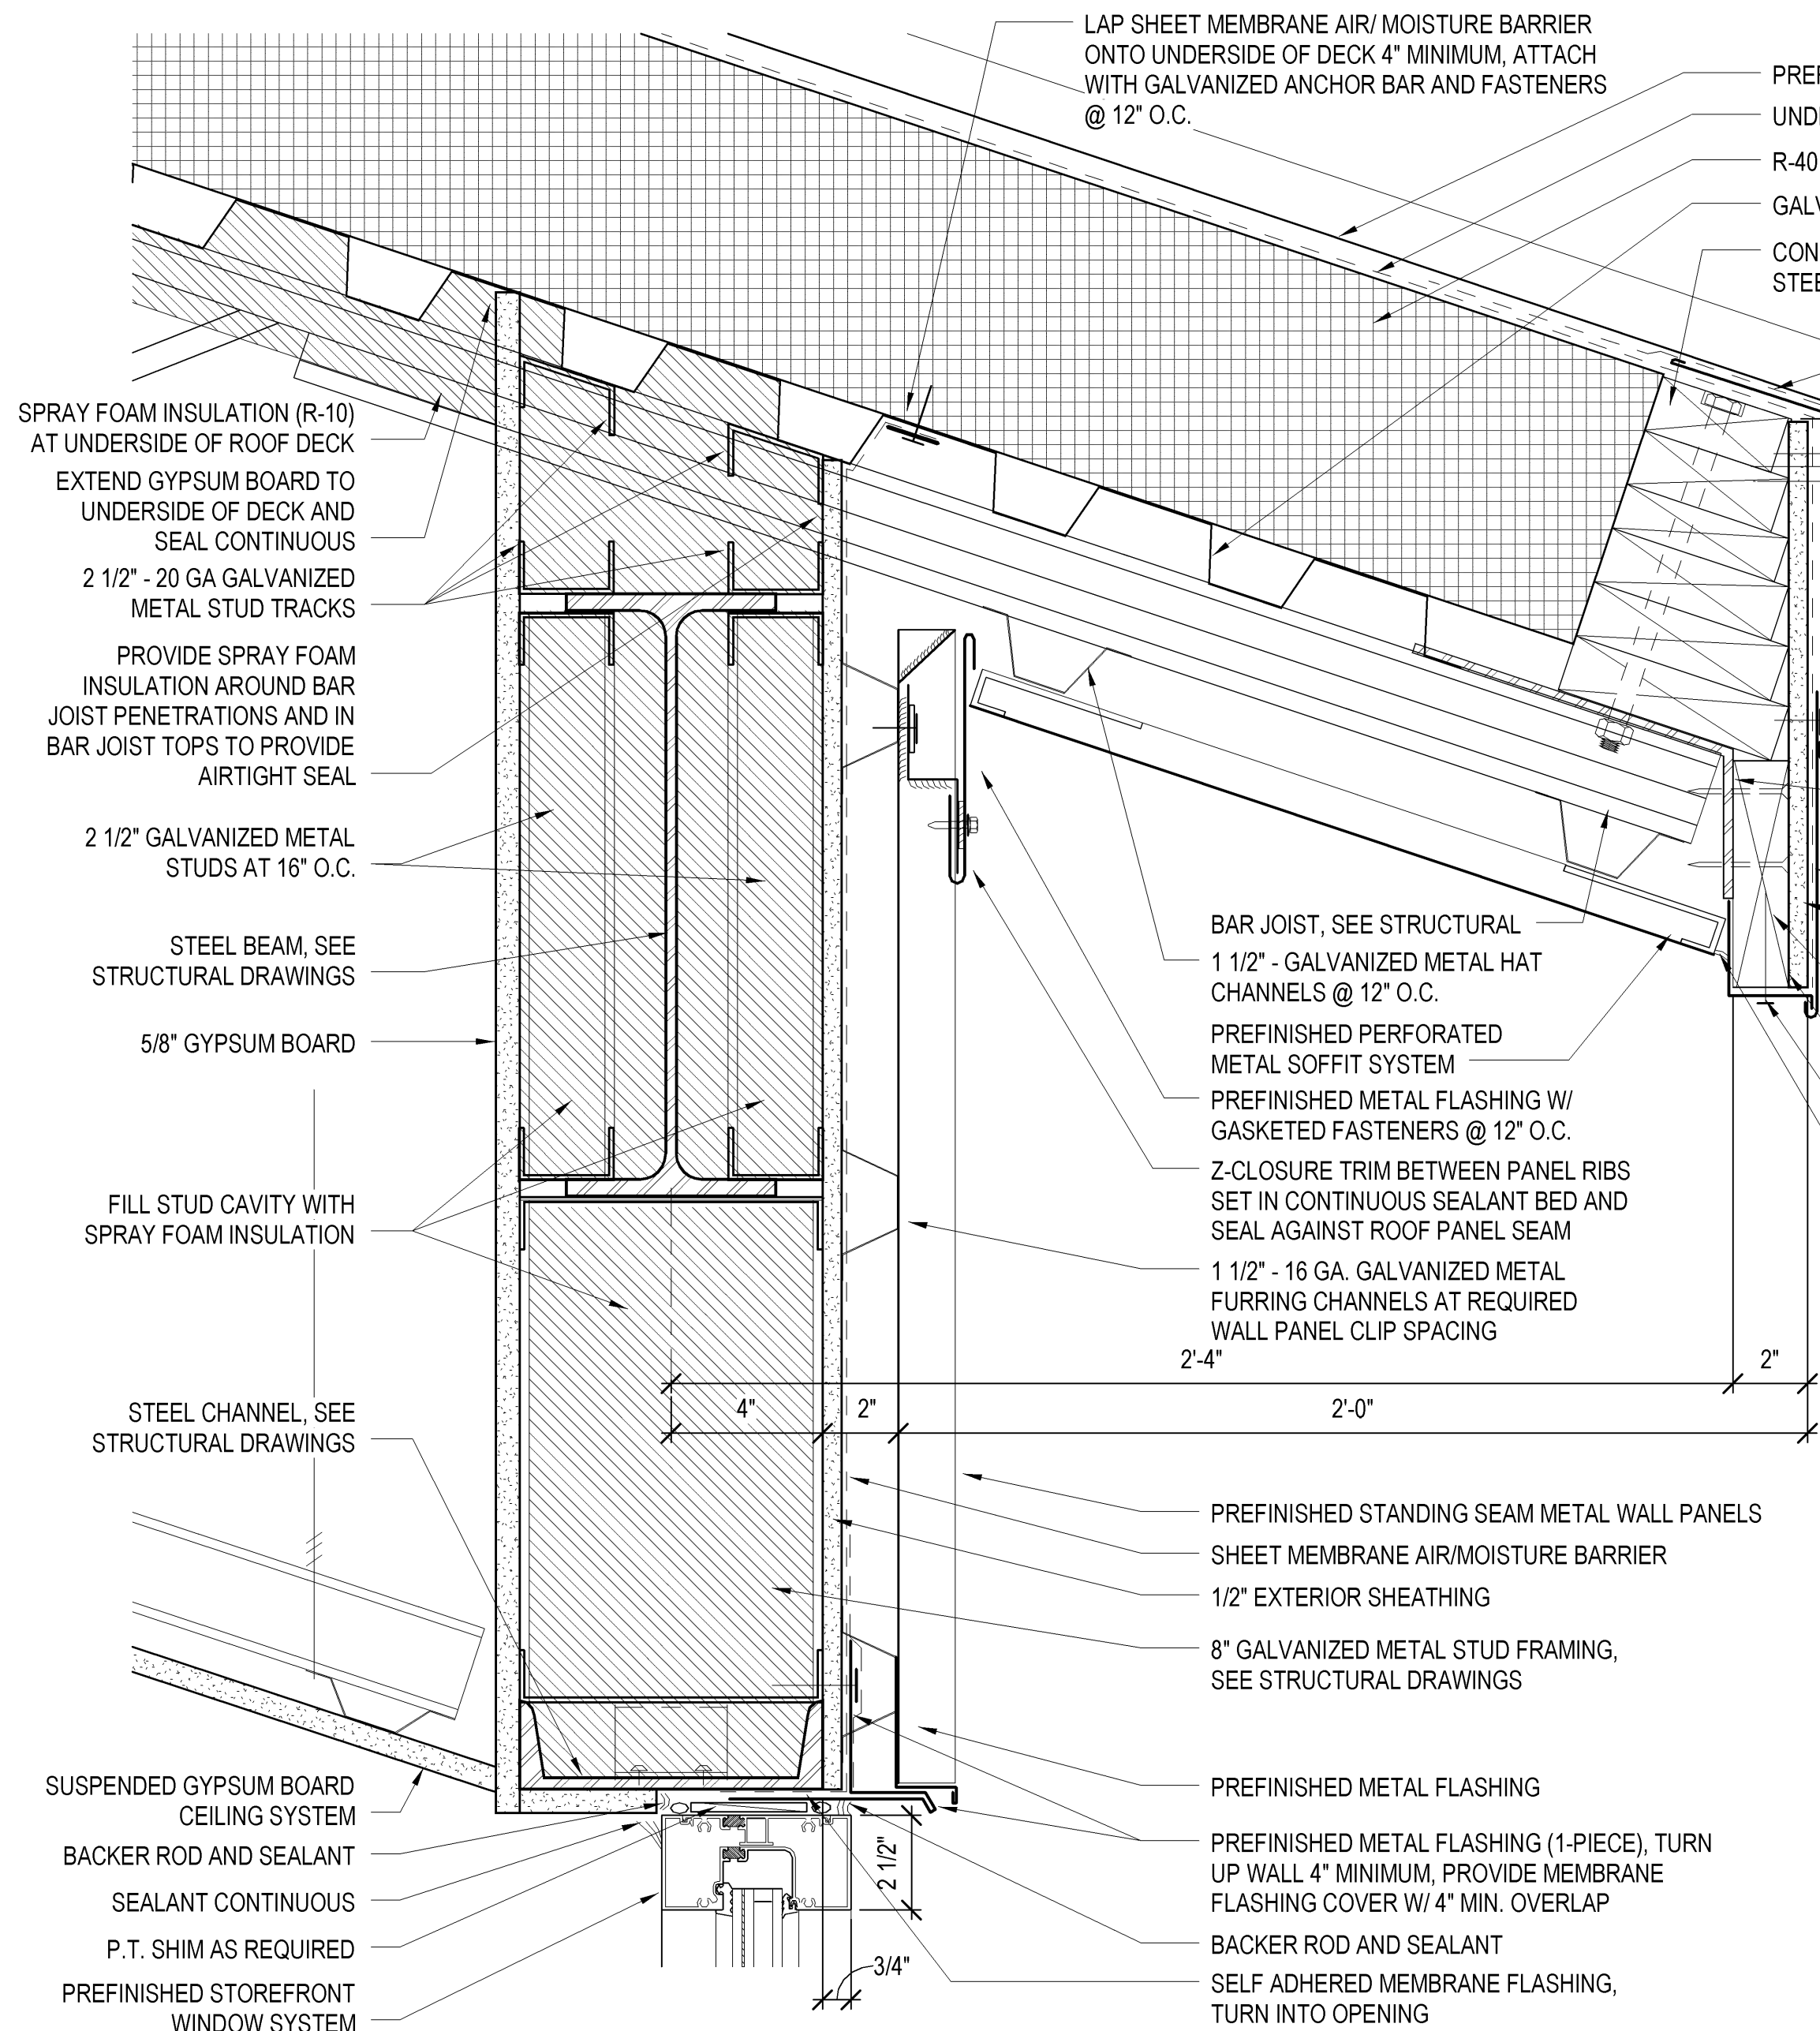 LAP SHEET MEMBRANE AIR/ MOISTURE BARRIER
ONTO UNDERSIDE OF DECK 4" MINIMUM, ATTACH
WITH GALVANIZED ANCHOR BAR AND FASTENERS
@ 12" O.C.
PREF
UNDE
R-40
GALV
CON
STEE
SPRAY FOAM INSULATION (R-10)
AT UNDERSIDE OF ROOF DECK
EXTEND GYPSUM BOARD TO
UNDERSIDE OF DECK AND
SEAL CONTINUOUS
2 1/2" - 20 GA GALVANIZED
METAL STUD TRACKS
PROVIDE SPRAY FOAM
INSULATION AROUND BAR
JOIST PENETRATIONS AND IN
BAR JOIST TOPS TO PROVIDE
AIRTIGHT SEAL
2 1/2" GALVANIZED METAL
STUDS AT 16" O.C.
STEEL BEAM, SEE
STRUCTURAL DRAWINGS
5/8" GYPSUM BOARD
FILL STUD CAVITY WITH
SPRAY FOAM INSULATION
STEEL CHANNEL, SEE
STRUCTURAL DRAWINGS
SUSPENDED GYPSUM BOARD
CEILING SYSTEM
BACKER ROD AND SEALANT
SEALANT CONTINUOUS
P.T. SHIM AS REQUIRED
PREFINISHED STOREFRONT
WINDOW SYSTEM
BAR JOIST, SEE STRUCTURAL
1 1/2" - GALVANIZED METAL HAT
CHANNELS @ 12" O.C.
PREFINISHED PERFORATED
METAL SOFFIT SYSTEM
PREFINISHED METAL FLASHING W/
GASKETED FASTENERS @ 12" O.C.
Z-CLOSURE TRIM BETWEEN PANEL RIBS
SET IN CONTINUOUS SEALANT BED AND
SEAL AGAINST ROOF PANEL SEAM
1 1/2" - 16 GA. GALVANIZED METAL
FURRING CHANNELS AT REQUIRED
WALL PANEL CLIP SPACING
2'-4"
2"
4"
2"
2'-0"
PREFINISHED STANDING SEAM METAL WALL PANELS
SHEET MEMBRANE AIR/MOISTURE BARRIER
1/2" EXTERIOR SHEATHING
8" GALVANIZED METAL STUD FRAMING,
SEE STRUCTURAL DRAWINGS
PREFINISHED METAL FLASHING
PREFINISHED METAL FLASHING (1-PIECE), TURN
UP WALL 4" MINIMUM, PROVIDE MEMBRANE
FLASHING COVER W/ 4" MIN. OVERLAP
BACKER ROD AND SEALANT
SELF ADHERED MEMBRANE FLASHING,
TURN INTO OPENING
2 1/2"
3/4"